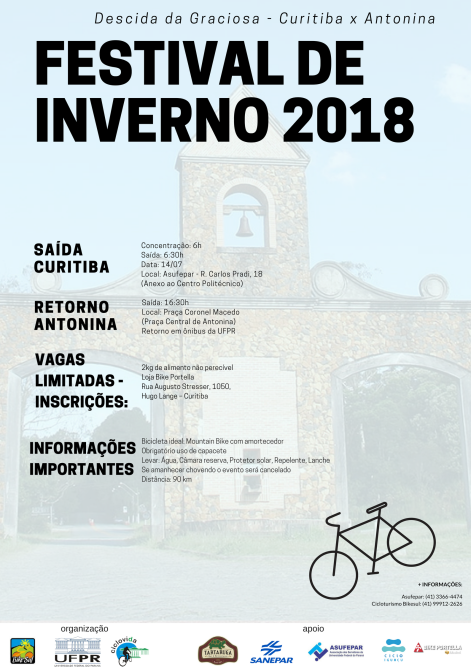 Descida da Graciosa - Curitiba x Antonina
FESTIVAL DE
INVERNO 2018
SAÍDA
CURITIBA
Concentração: 6h
Saída: 6:30h
Data: 14/07
Local: Asufepar - R. Carlos Pradi, 18
(Anexo ao Centro Politécnico)
RETORNO
ANTONINA
Saída: 16:30h
Local: Praça Coronel Macedo
(Praça Central de Antonina)
Retorno em ônibus da UFPR
VAGAS
LIMITADAS -
INSCRIÇÕES:
2kg de alimento não perecível
Loja Bike Portella
Rua Augusto Stresser, 1050,
Hugo Lange - Curitiba
INFORMAÇÕES
IMPORTANTES
Bicicleta ideal: Mountain Bike com amortecedor
Obrigatório uso de capacete
Levar: Água, Câmara reserva, Protetor solar, Repelente, Lanche
Se amanhecer chovendo o evento será cancelado
Distância: 90 km
+ INFORMAÇÕES:
Asufepar: (41) 3366-4474
Cicloturismo Bikesul: (41) 99912-2626
organização
apoio
UFPR
ciclovida
TARTARUGA
SANEPAR
ASUFEPAR
CICLO
BIKE PORTELLA